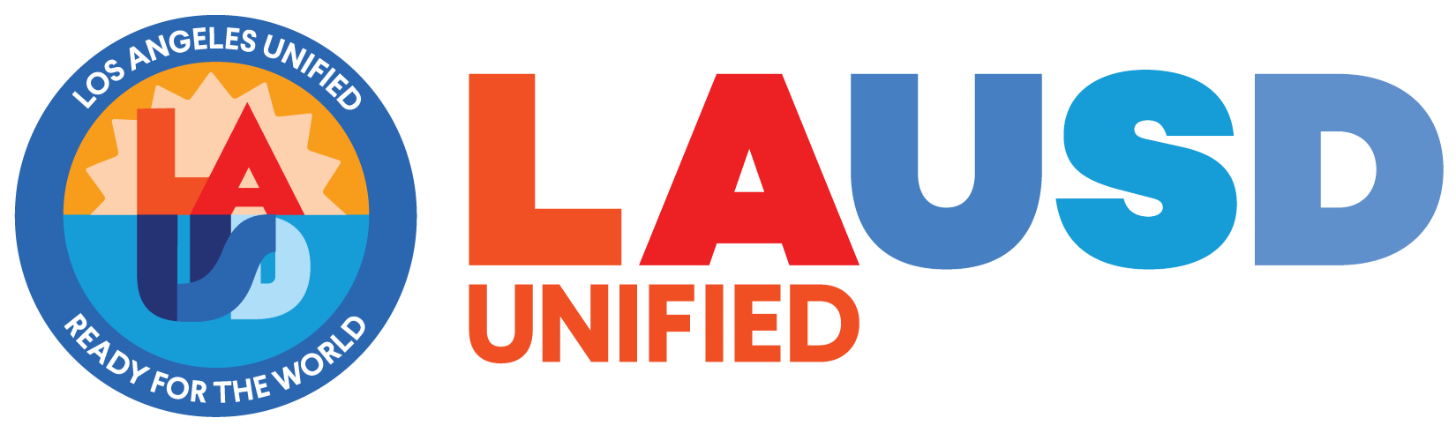 LOS ANGELES UNIFIED
LA
USD
READY FOR THE WORLD
LAUSD
UNIFIED